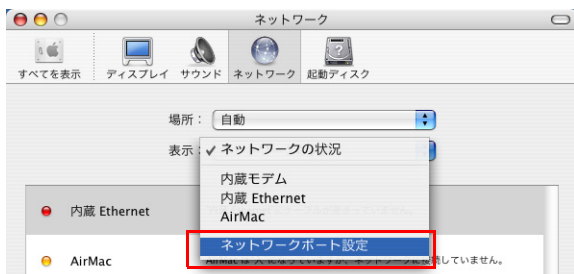 ネットワーク
すべてを表示 ディスプレイ サウンド ネットワーク 起動ディスク
場所： 自動
表示： ✓ ネットワークの状況
内蔵モデム
内蔵 Ethernet
AirMac
ネットワークポート設定
内蔵 Ethernet
AirMac
していません。